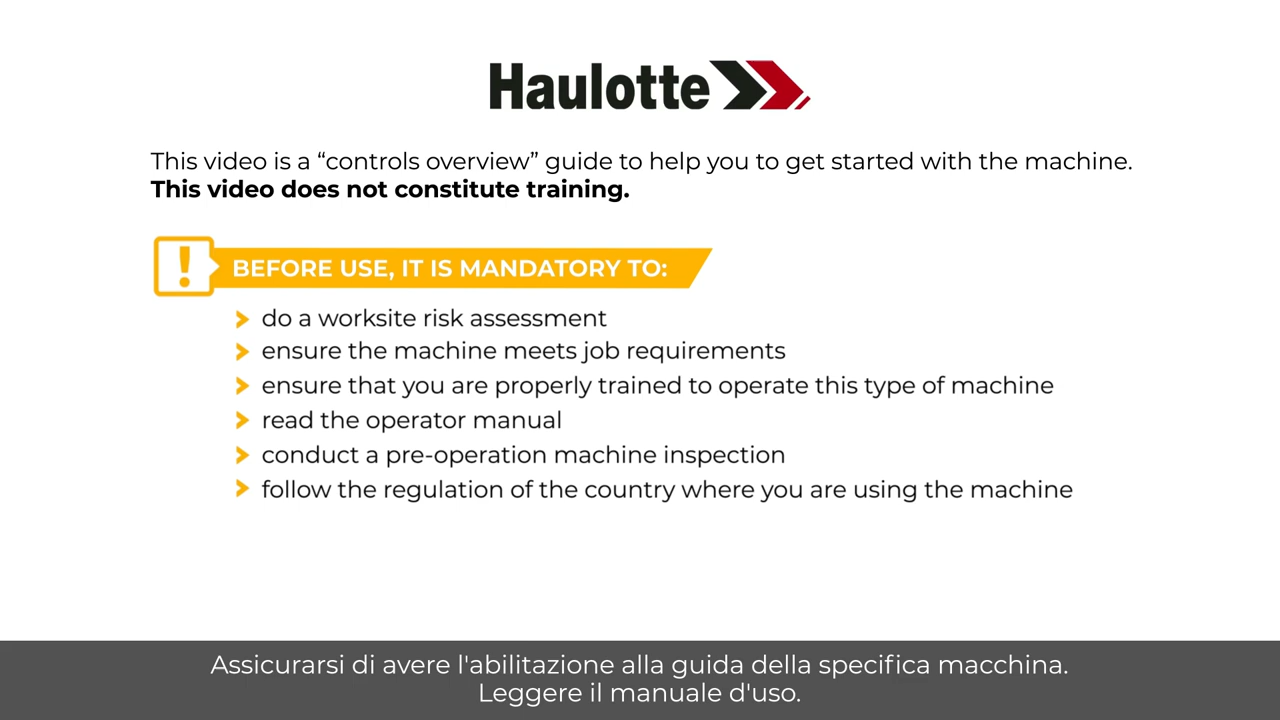 Haulotte
This video is a “controls overview” guide to help you to get started with the machine.
This video does not constitute training.
! BEFORE USE, IT IS MANDATORY TO:
do a worksite risk assessment
ensure the machine meets job requirements
ensure that you are properly trained to operate this type of machine
read the operator manual
conduct a pre-operation machine inspection
follow the regulation of the country where you are using the machine
Assicurarsi di avere l'abilitazione alla guida della specifica macchina.
Leggere il manuale d'uso.